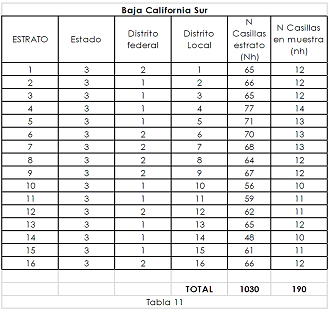 Baja California Sur
ESTRATO Estado Distrito federal Distrito Local N Casillas estrato (Nh) N Casillas en muestra (nh)
1 3 2 1 65 12
2 3 1 2 66 12
3 3 1 3 65 12
4 3 1 4 77 14
5 3 1 5 71 13
6 3 2 6 70 13
7 3 2 7 68 13
8 3 2 8 64 12
9 3 2 9 67 12
10 3 1 10 56 10
11 3 1 11 59 11
12 3 2 12 62 11
13 3 1 13 65 12
14 3 1 14 48 10
15 3 1 15 61 11
16 3 2 16 66 12
TOTAL 1030 190
Tabla 11